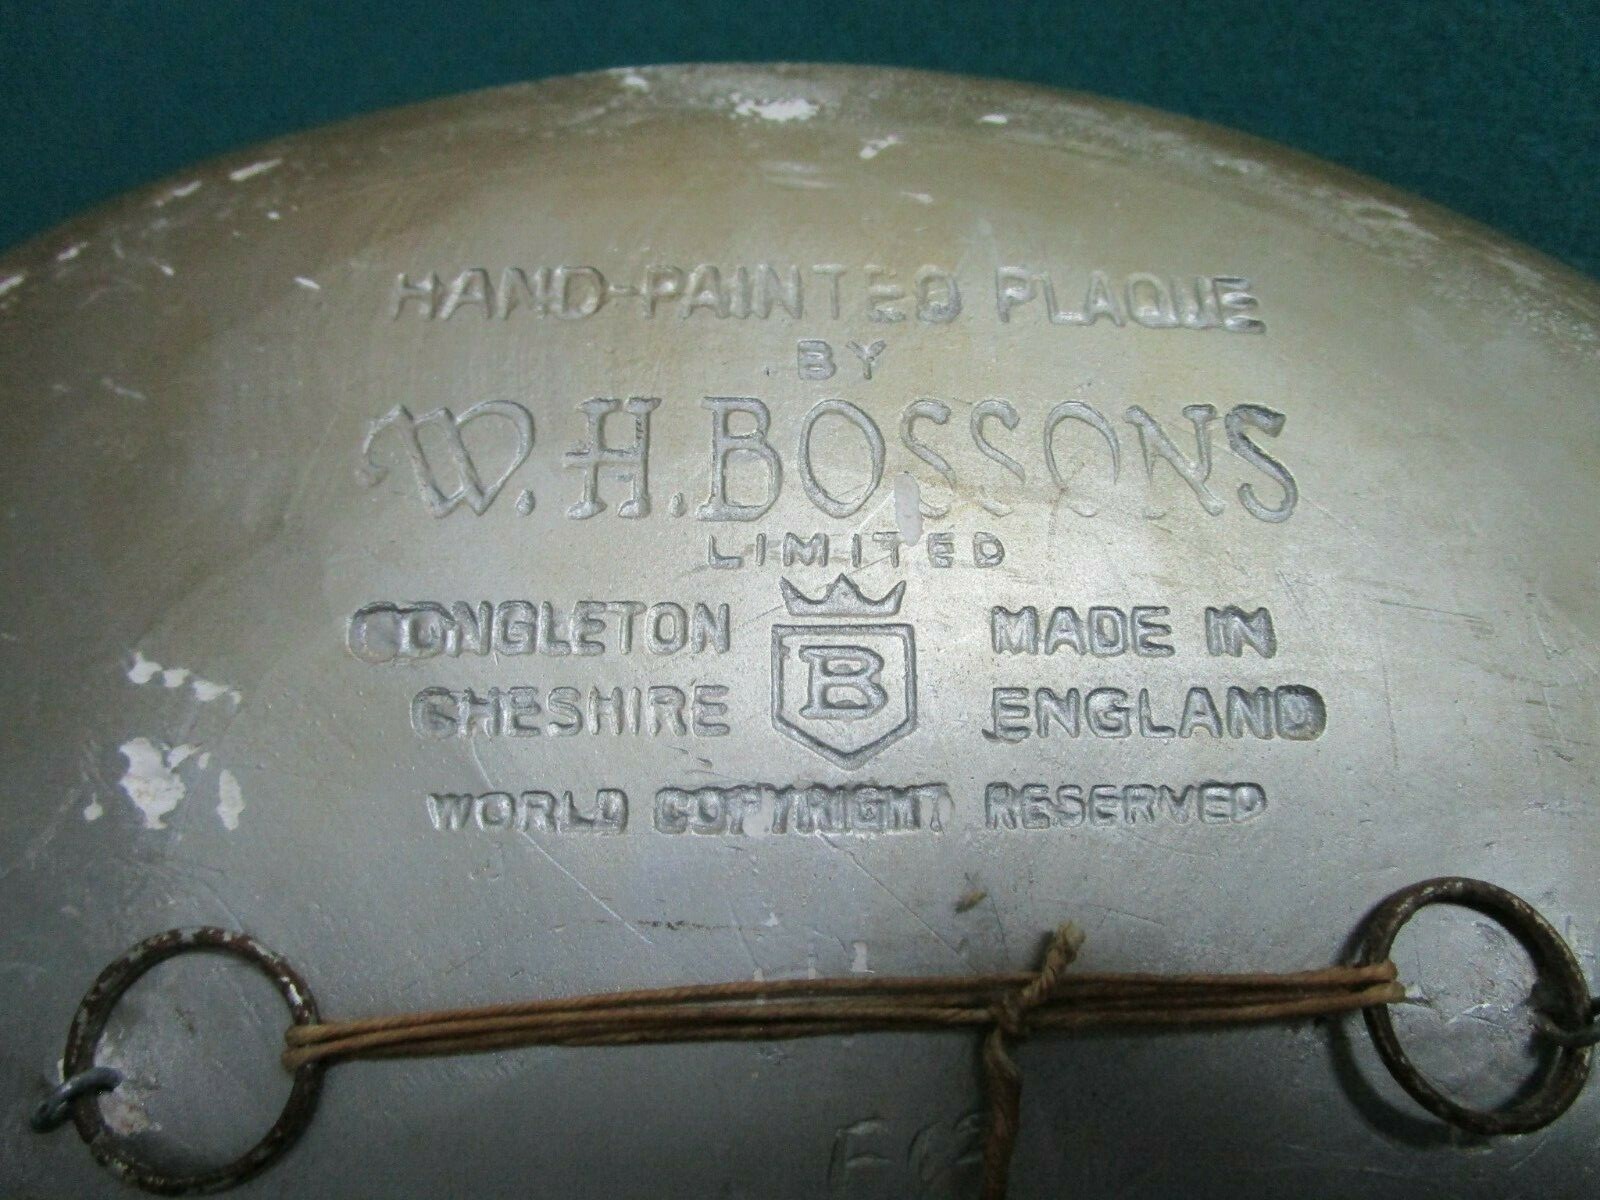 HAND-PAINTED PLAQUE
BY
W.H.BOSSONS
LIMITED
CONGLETON B MADE IN
CHESHIRE ENGLAND
WORLD COPYRIGHT RESERVED